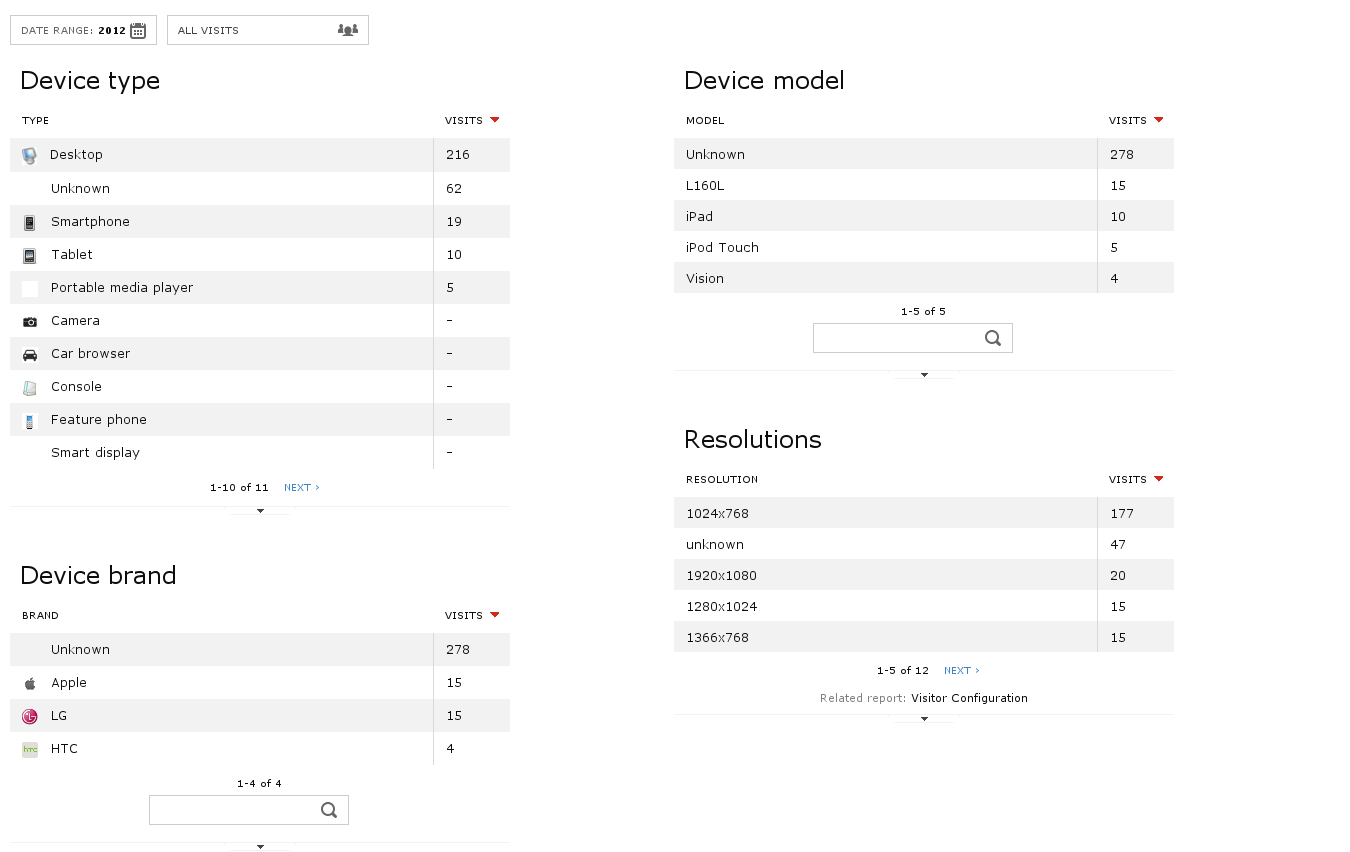 DATE RANGE: 2012
ALL VISITS
Device type
TYPE VISITS
Desktop 216
Unknown 62
Smartphone 19
Tablet 10
Portable media player 5
Camera -
Car browser -
Console -
Feature phone -
Smart display -
1-10 of 11 NEXT ›
Device brand
BRAND VISITS
Unknown 278
Apple 15
LG 15
HTC 4
1-4 of 4
Device model
MODEL VISITS
Unknown 278
L160L 15
iPad 10
iPod Touch 5
Vision 4
1-5 of 5
Resolutions
RESOLUTION VISITS
1024x768 177
unknown 47
1920x1080 20
1280x1024 15
1366x768 15
1-5 of 12 NEXT ›
Related report: Visitor Configuration